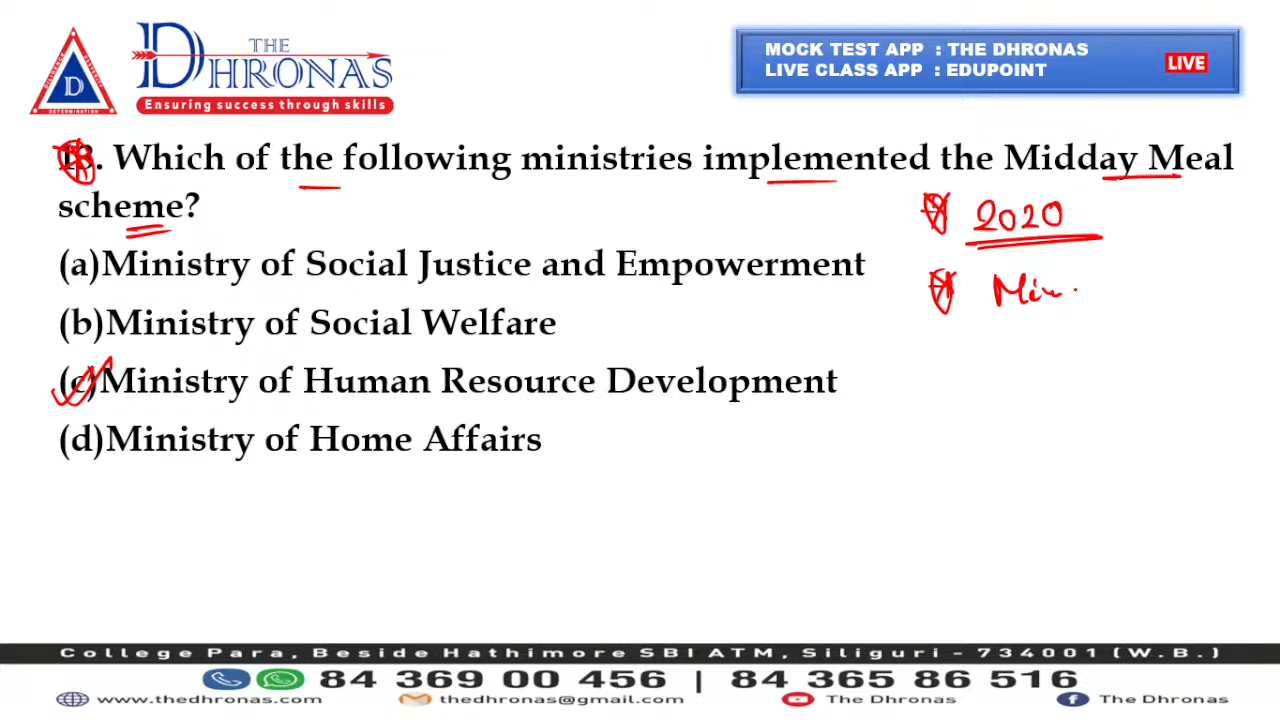 THE
DHRONAS
Ensuring success through skills
DETERMINATION
D
MOCK TEST APP : THE DHRONAS
LIVE CLASS APP : EDUPOINT
LIVE
18. Which of the following ministries implemented the Midday Meal
scheme?
2020
(a)Ministry of Social Justice and Empowerment
Min.
(b)Ministry of Social Welfare
(c)Ministry of Human Resource Development
(d)Ministry of Home Affairs
College Para, Beside Hathimore SBI ATM, Siliguri - 734001 (W.B.)
84 369 00 456 | 84 365 86 516
www.thedhronas.com thedhronas@gmail.com The Dhronas The Dhronas